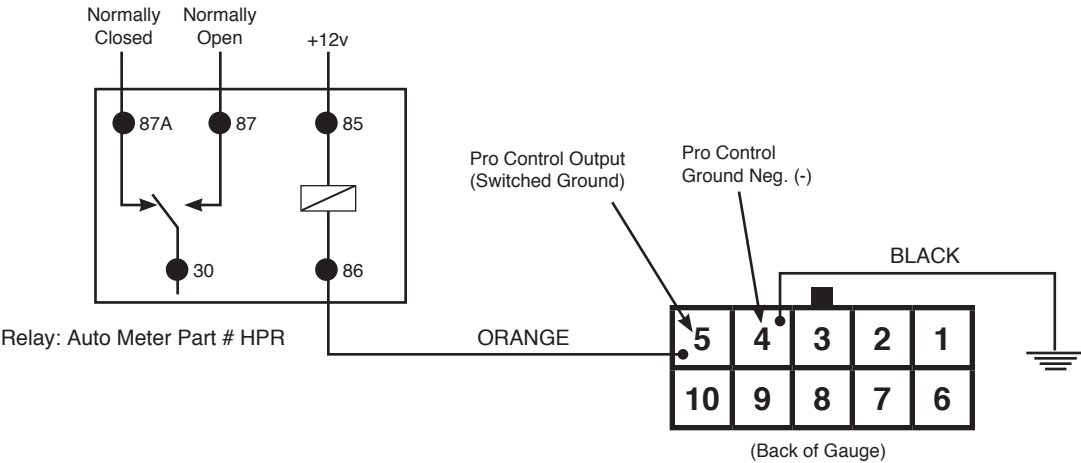 Normally
Closed
Normally
Open
+12v
87A
87
85
30
86
Relay: Auto Meter Part # HPR
Pro Control Output
(Switched Ground)
Pro Control
Ground Neg. (-)
ORANGE
BLACK
5 4 3 2 1
10 9 8 7 6
(Back of Gauge)